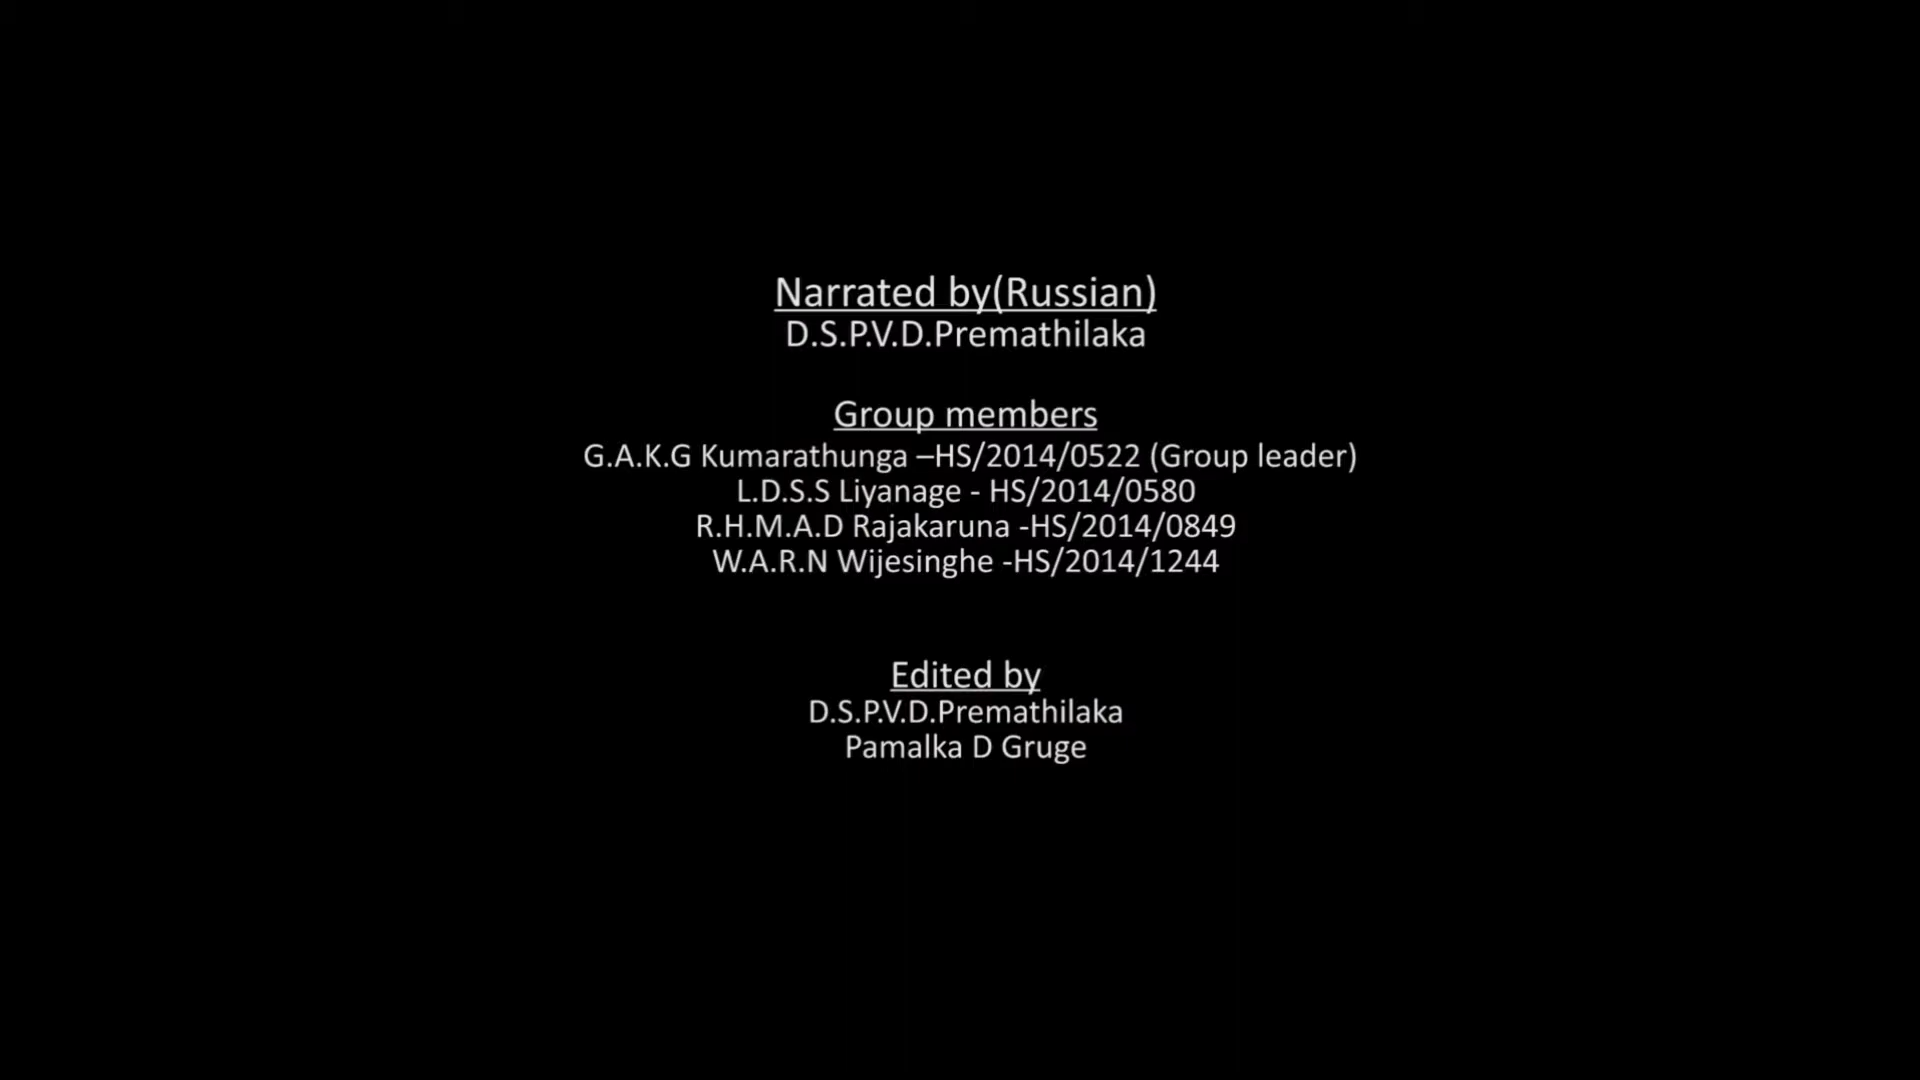 Narrated by(Russian)
D.S.P.V.D.Premathilaka
Group members
G.A.K.G Kumarathunga –HS/2014/0522 (Group leader)
L.D.S.S Liyanage - HS/2014/0580
R.H.M.A.D Rajakaruna -HS/2014/0849
W.A.R.N Wijesinghe -HS/2014/1244
Edited by
D.S.P.V.D.Premathilaka
Pamalka D Gruge